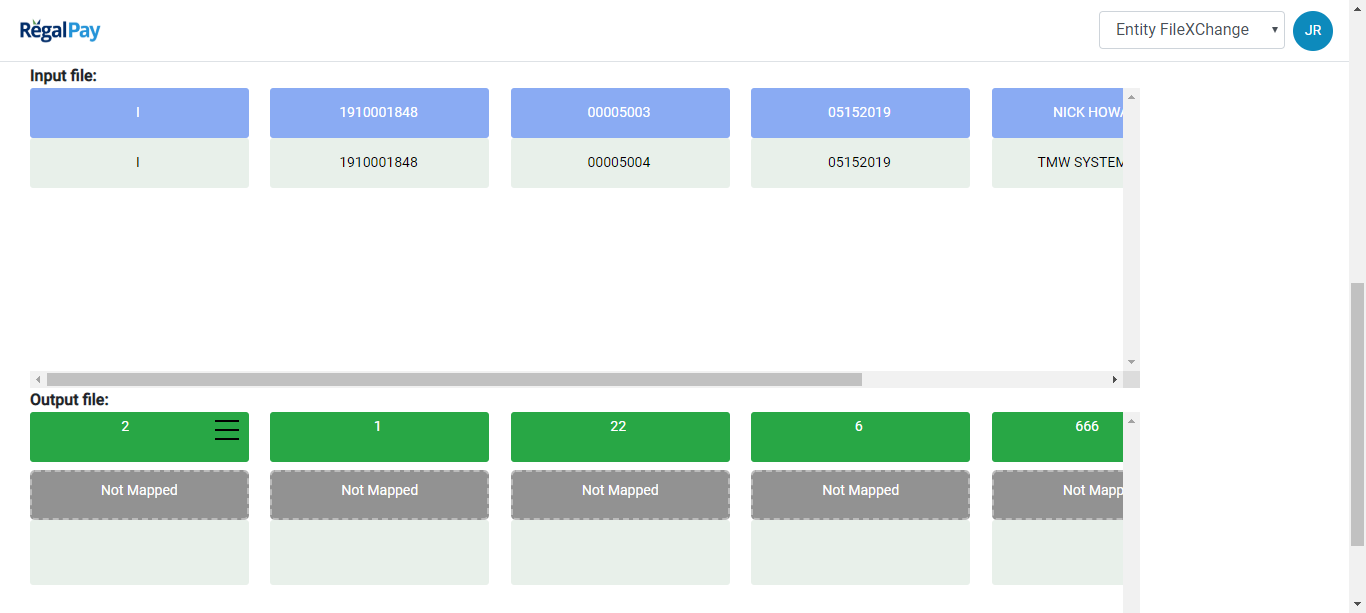 RegalPay
Entity FileXChange
JR
Input file:
I 1910001848 00005003 05152019 NICK HOWA
I 1910001848 00005004 05152019 TMW SYSTEM
Output file:
2 1 22 6 666
Not Mapped Not Mapped Not Mapped Not Mapped Not Mapp